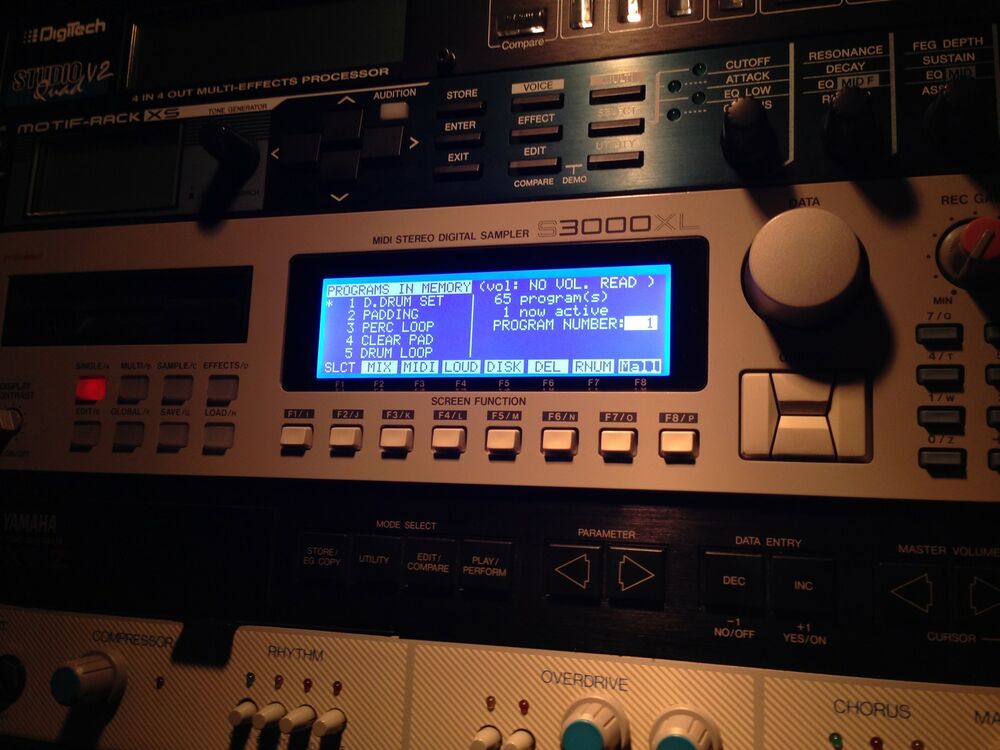 DigiTech
STUDIO Quad V2
4 IN 4 OUT MULTI-EFFECTS PROCESSOR
Compare
MOTIF-RACK XS
TONE GENERATOR
AUDITION
STORE
ENTER
EXIT
VOICE
EFFECT
EDIT
COMPARE
DEMO
MULTI
SELECT
UTILITY
CUTOFF
ATTACK
EQ LOW
RESONANCE
DECAY
EQ MID F
FEG DEPTH
SUSTAIN
EQ MID
MIDI STEREO DIGITAL SAMPLER
S3000XL
DATA
MIN
PROGRAMS IN MEMORY (vol: NO VOL. READ )
* 1 D.DRUM SET
2 PADDING
3 PERC LOOP
4 CLEAR PAD
5 DRUM LOOP
65 program(s)
1 now active
PROGRAM NUMBER: 1
SLCT MIX MIDI LOUD DISK DEL RNUM Mall
F1 F2 F3 F4 F5 F6 F7 F8
SCREEN FUNCTION
F1/I F2/J F3/K F4/L F5/M F6/N F7/O F8/P
SINGLE/A MULTI/B SAMPLE/C EFFECTS/D
EDIT/E GLOBAL/F SAVE/G LOAD/H
DISPLAY
CONTRAST
7/Q
4/T
1/W
0/Z
YAMAHA
MODE SELECT
STORE/
EG COPY
UTILITY
EDIT/
COMPARE
PLAY/
PERFORM
PARAMETER
DATA ENTRY
DEC
INC
-1
NO/OFF
+1
YES/ON
MASTER VOLUME
CURSOR
COMPRESSOR
RHYTHM
OVERDRIVE
CHORUS